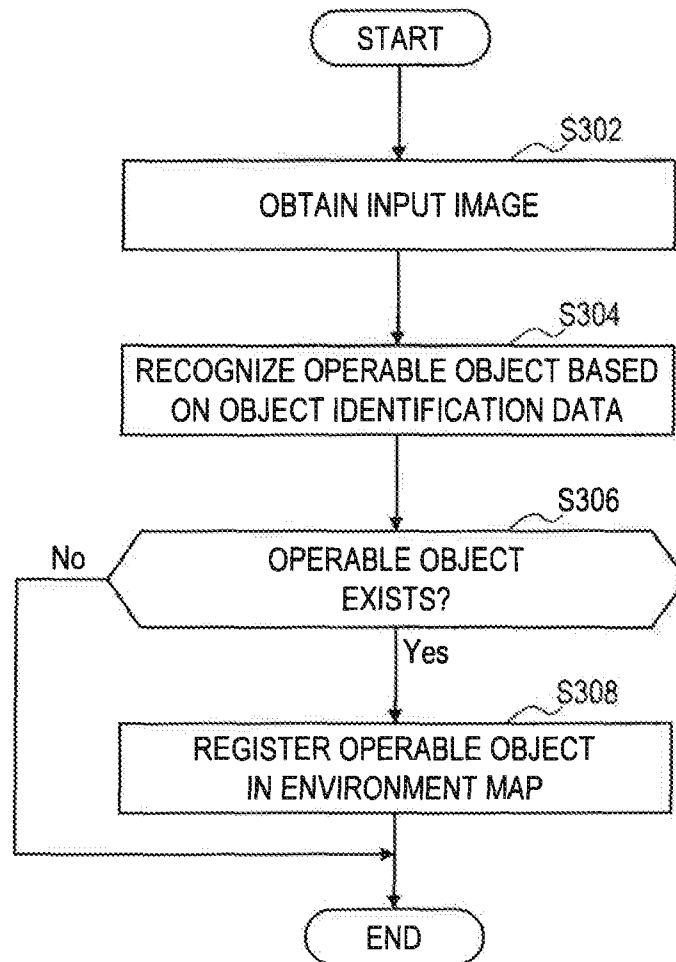 START
S302
OBTAIN INPUT IMAGE
S304
RECOGNIZE OPERABLE OBJECT BASED
ON OBJECT IDENTIFICATION DATA
S306
No
OPERABLE OBJECT
EXISTS?
Yes
S308
REGISTER OPERABLE OBJECT
IN ENVIRONMENT MAP
END